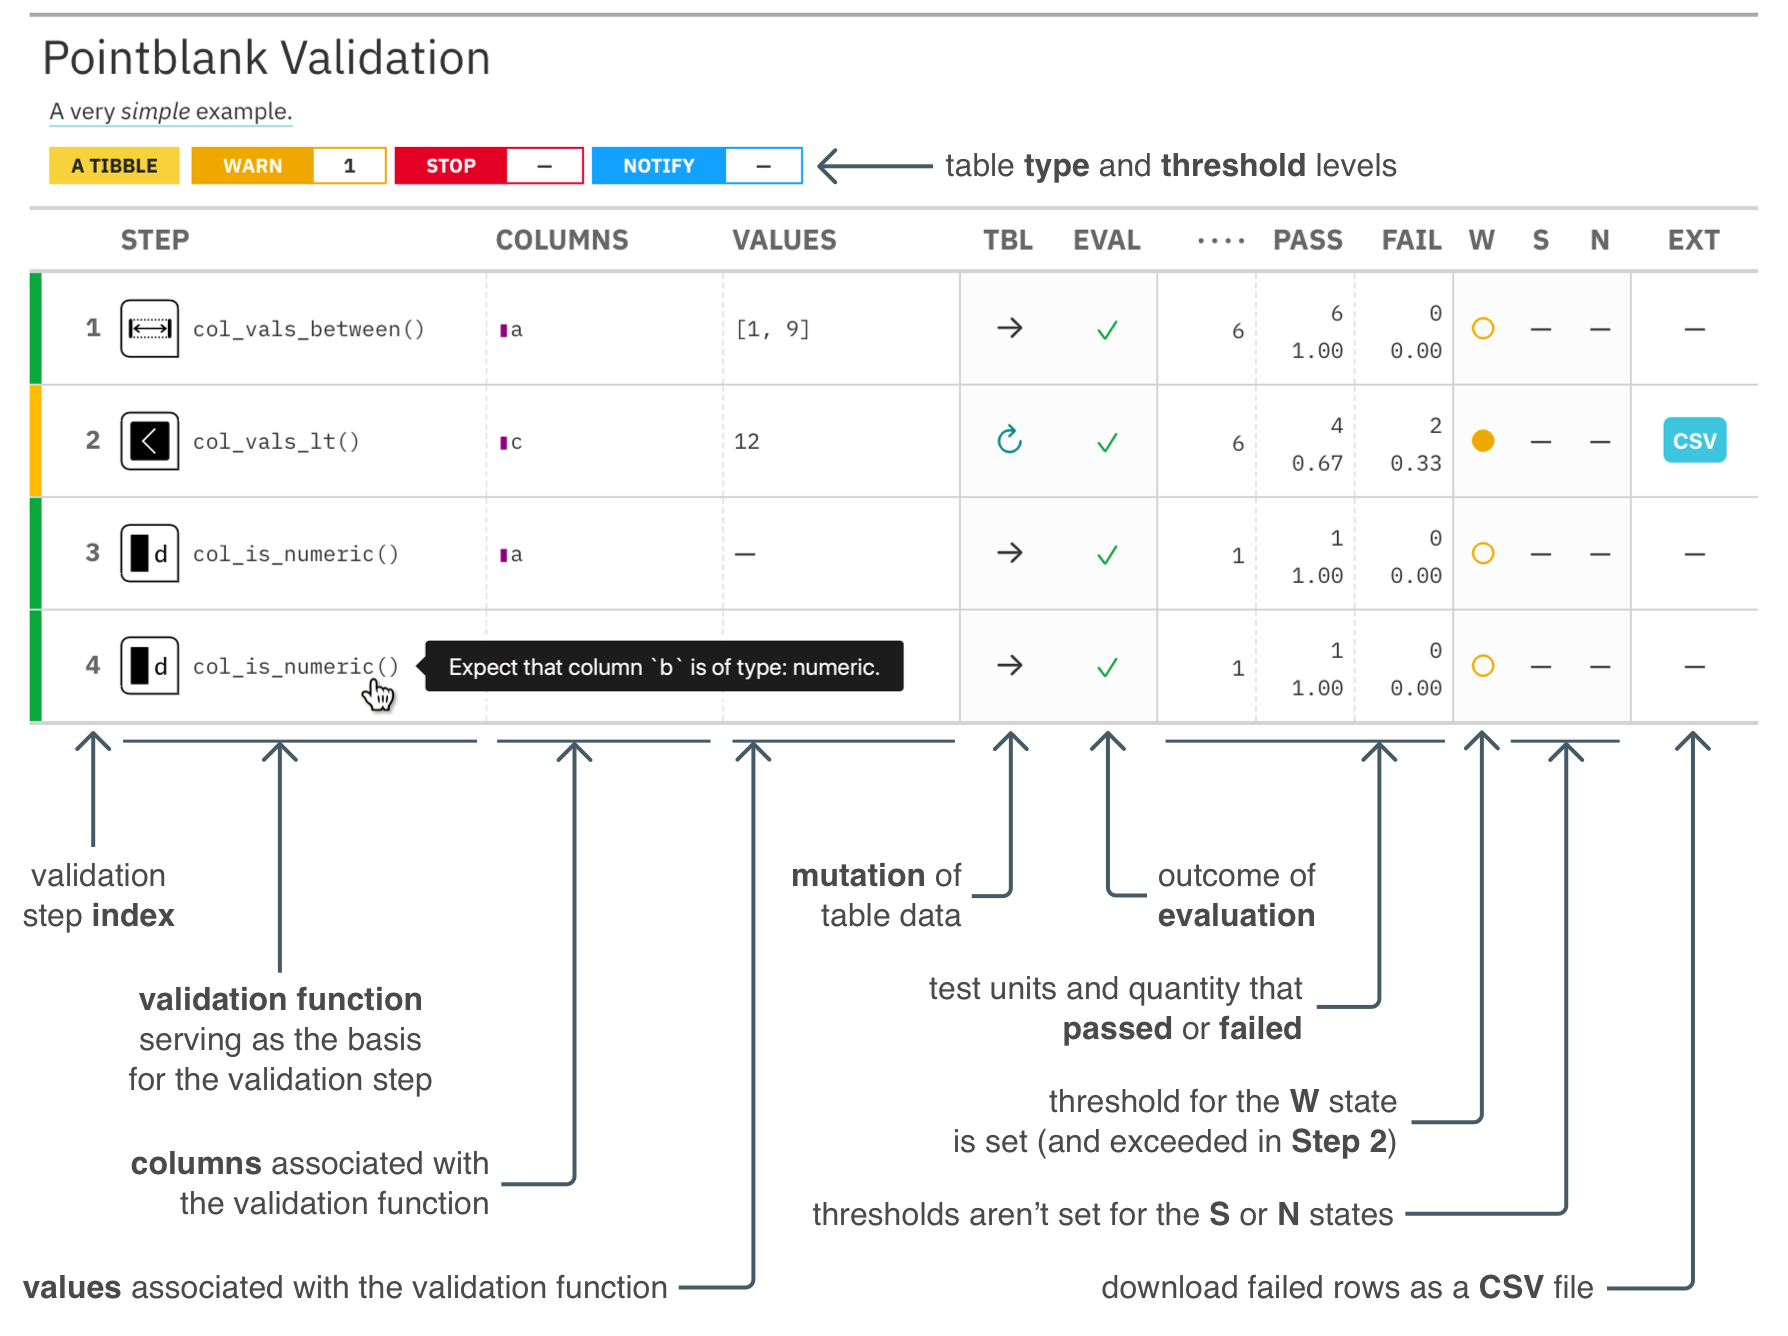 Pointblank Validation
A very simple example.
A TIBBLE WARN 1 STOP — NOTIFY —
table type and threshold levels
STEP COLUMNS VALUES TBL EVAL ···· PASS FAIL W S N EXT
1 col_vals_between() a [1, 9] → ✓ 6 6 0 — — —
1.00 0.00
2 col_vals_lt() c 12 ✓ 6 4 2 — — CSV
0.67 0.33
3 d col_is_numeric() a — → ✓ 1 1 0 — — —
1.00 0.00
4 d col_is_numeric() Expect that column `b` is of type: numeric. → ✓ 1 1 0 — — —
1.00 0.00
validation
step index
validation function
serving as the basis
for the validation step
columns associated with
the validation function
values associated with the validation function
mutation of
table data
outcome of
evaluation
test units and quantity that
passed or failed
threshold for the W state
is set (and exceeded in Step 2)
thresholds aren't set for the S or N states
download failed rows as a CSV file